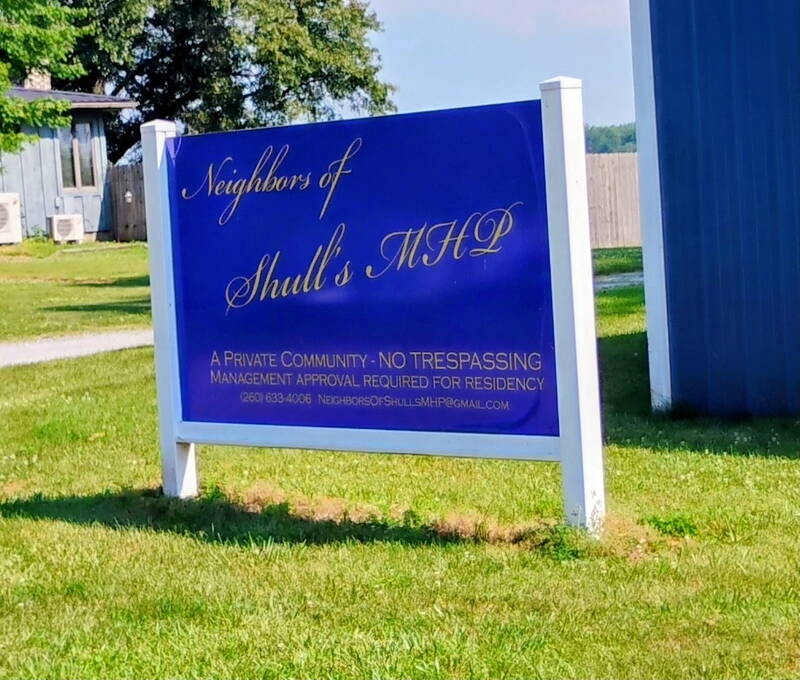 Neighbors of
Shull's MHP
A PRIVATE COMMUNITY - NO TRESPASSING
MANAGEMENT APPROVAL REQUIRED FOR RESIDENCY
(260) 633-4006 NEIGHBORSOFSHULLSMHP@GMAIL.COM